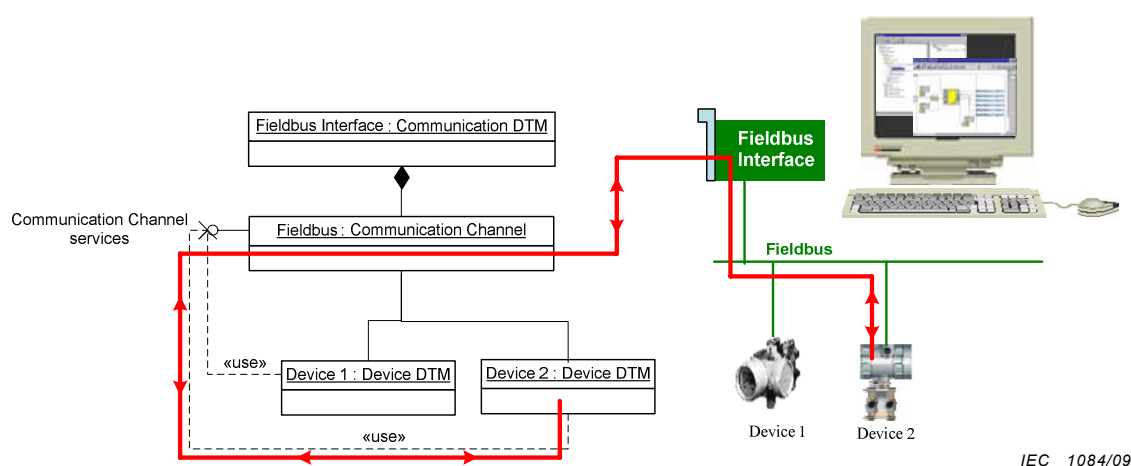 Fieldbus Interface : Communication DTM
Fieldbus
Interface
Communication Channel
services
Fieldbus : Communication Channel
Fieldbus
«use»
Device 1 : Device DTM
Device 2 : Device DTM
«use»
Device 1
Device 2
IEC 1084/09